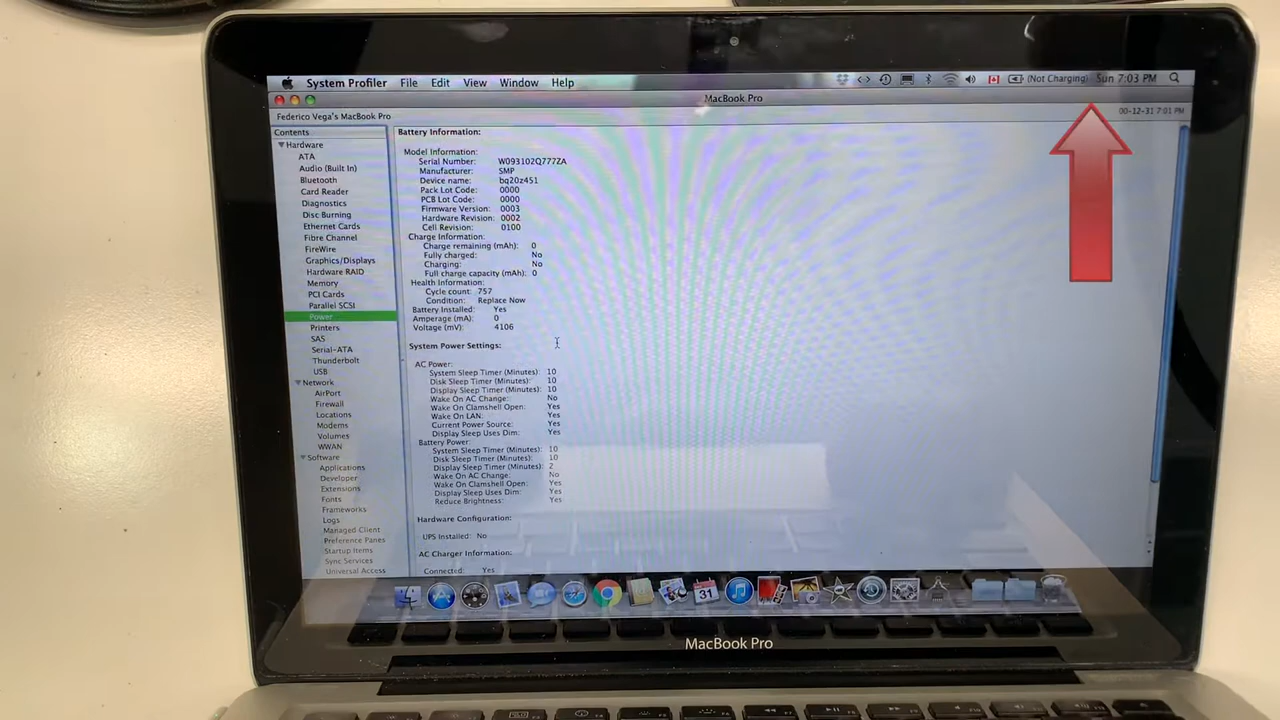 System Profiler File Edit View Window Help (Not Charging) Sun 7:03 PM
MacBook Pro
Federico Vega's MacBook Pro
00-12-31 7:01 PM
Contents
Hardware
ATA
Audio (Built In)
Bluetooth
Card Reader
Diagnostics
Disc Burning
Ethernet Cards
Fibre Channel
FireWire
Graphics/Displays
Hardware RAID
Memory
PCI Cards
Parallel SCSI
Power
Printers
SAS
Serial-ATA
Thunderbolt
USB
Network
AirPort
Firewall
Locations
Modems
Volumes
WWAN
Software
Applications
Developer
Extensions
Fonts
Frameworks
Logs
Managed Client
Preference Panes
Startup Items
Sync Services
Universal Access
Battery Information:
Model Information:
Serial Number: W093102Q777ZA
Manufacturer: SMP
Device name: bq20z451
Pack Lot Code: 0000
PCB Lot Code: 0000
Firmware Version: 0003
Hardware Revision: 0002
Cell Revision: 0100
Charge Information:
Charge remaining (mAh): 0
Fully charged: No
Charging: No
Full charge capacity (mAh): 0
Health Information:
Cycle count: 757
Condition: Replace Now
Battery Installed: Yes
Amperage (mA): 0
Voltage (mV): 4106
System Power Settings:
AC Power:
System Sleep Timer (Minutes): 10
Disk Sleep Timer (Minutes): 10
Display Sleep Timer (Minutes): 10
Wake On AC Change: No
Wake On Clamshell Open: Yes
Wake On LAN: Yes
Current Power Source: Yes
Display Sleep Uses Dim: Yes
Battery Power:
System Sleep Timer (Minutes): 10
Disk Sleep Timer (Minutes): 10
Display Sleep Timer (Minutes): 2
Wake On AC Change: No
Wake On Clamshell Open: Yes
Display Sleep Uses Dim: Yes
Reduce Brightness: Yes
Hardware Configuration:
UPS Installed: No
AC Charger Information:
Connected: Yes
31
MacBook Pro